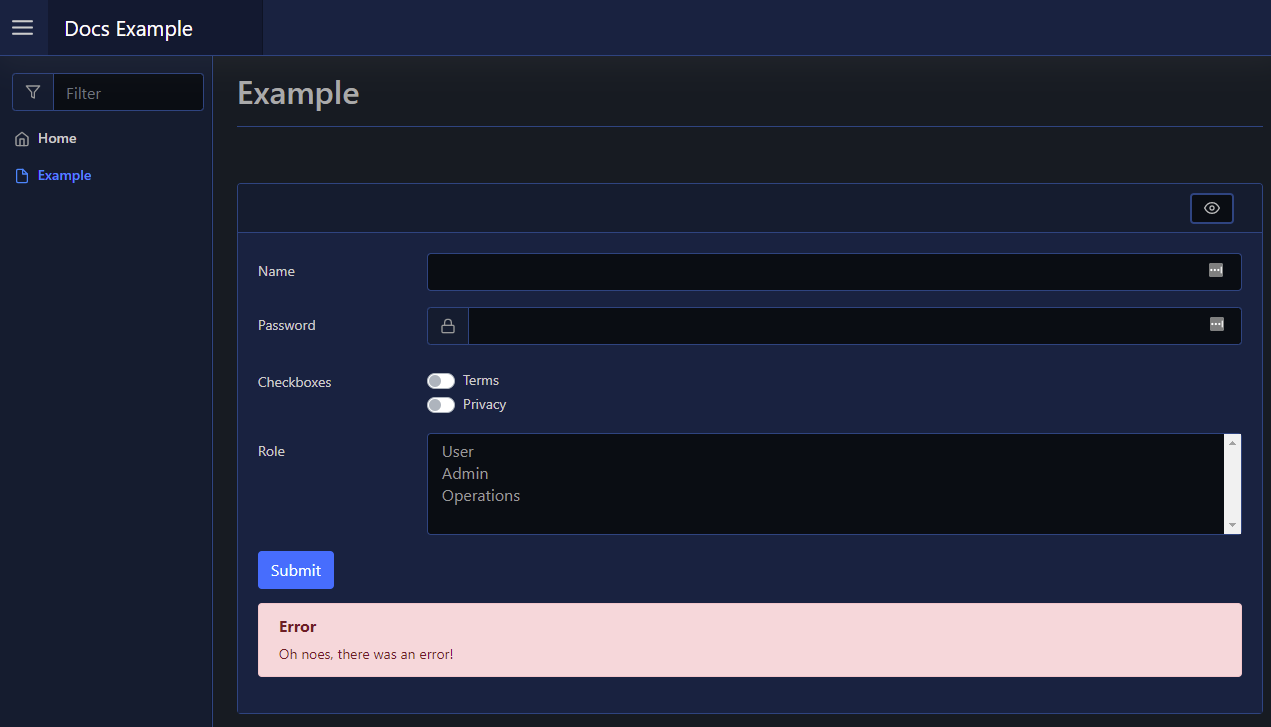 Docs Example
Filter
Home
Example
Example
Name
Password
Checkboxes
Terms
Privacy
Role
User
Admin
Operations
Submit
Error
Oh noes, there was an error!